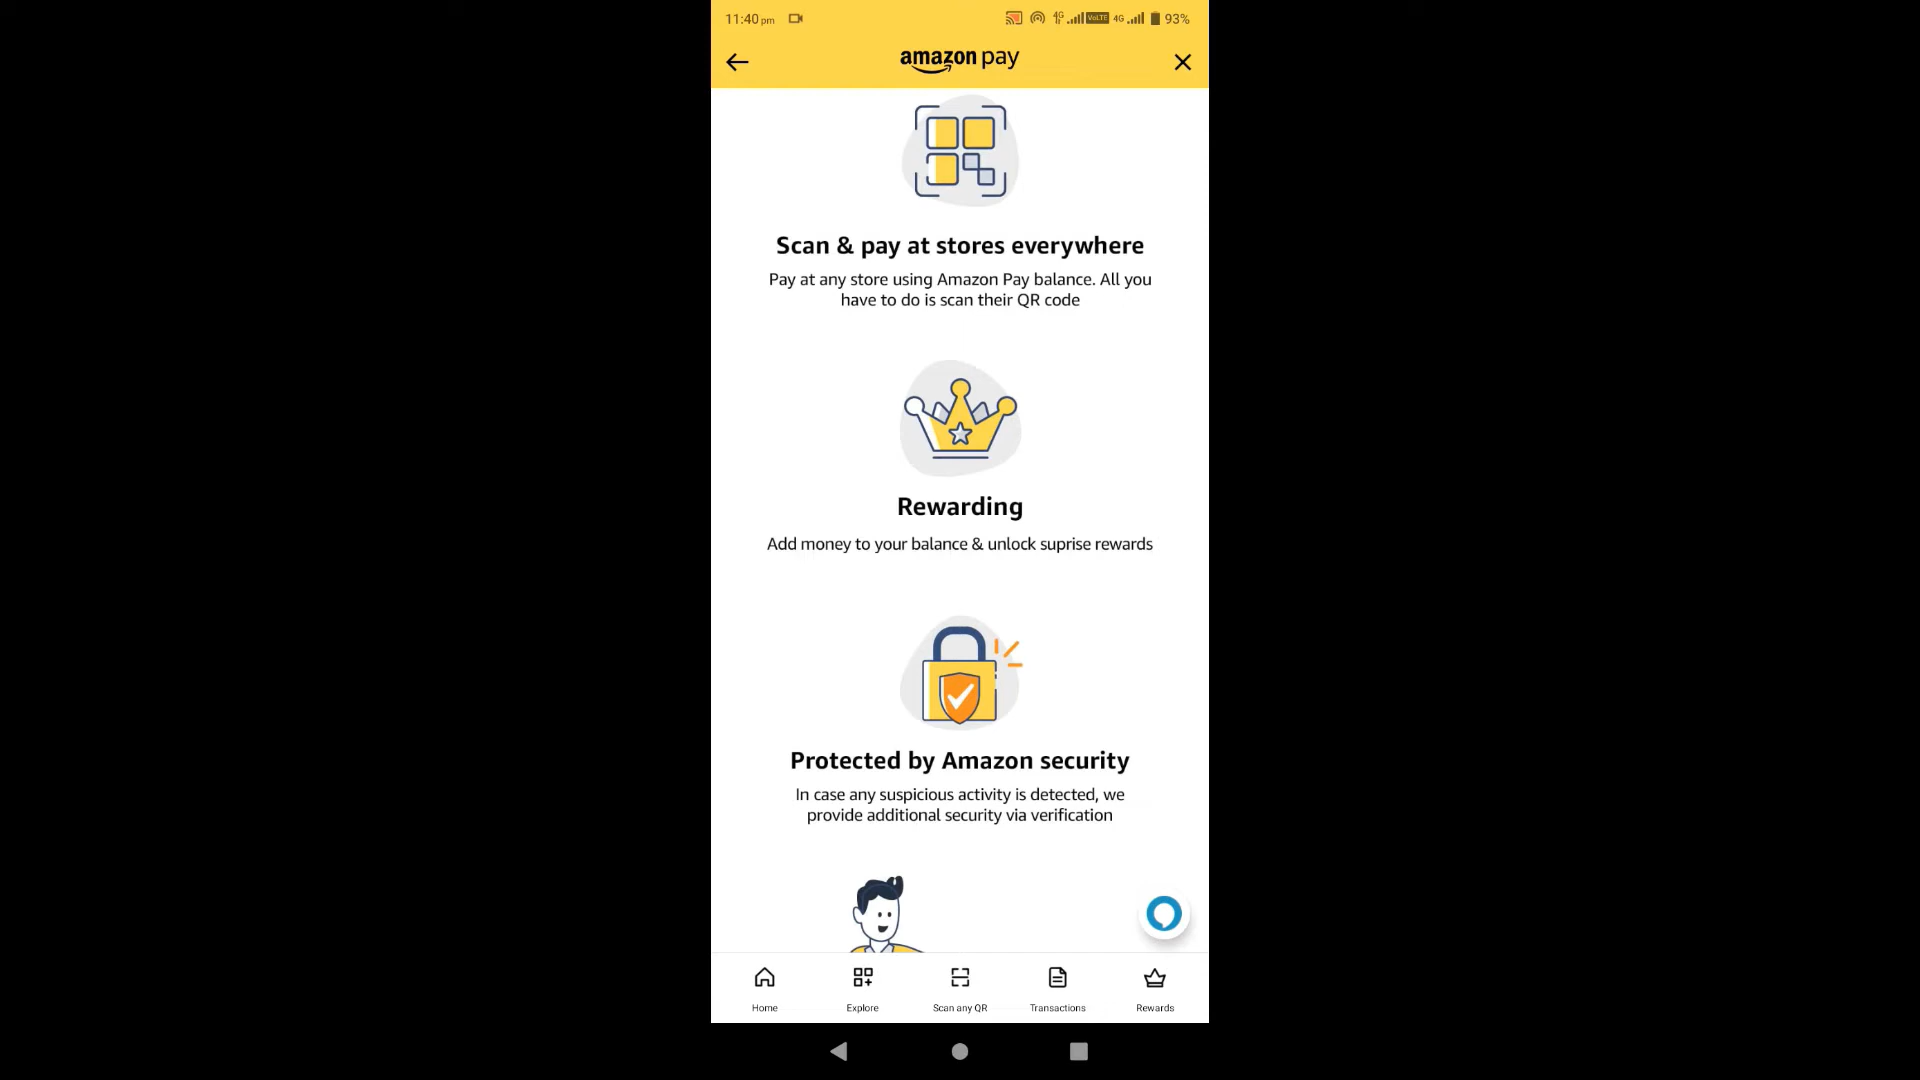 11:40 pm 4G VoLTE 4G 93%
amazon pay
Scan & pay at stores everywhere
Pay at any store using Amazon Pay balance. All you
have to do is scan their QR code
Rewarding
Add money to your balance & unlock suprise rewards
Protected by Amazon security
In case any suspicious activity is detected, we
provide additional security via verification
Home Explore Scan any QR Transactions Rewards